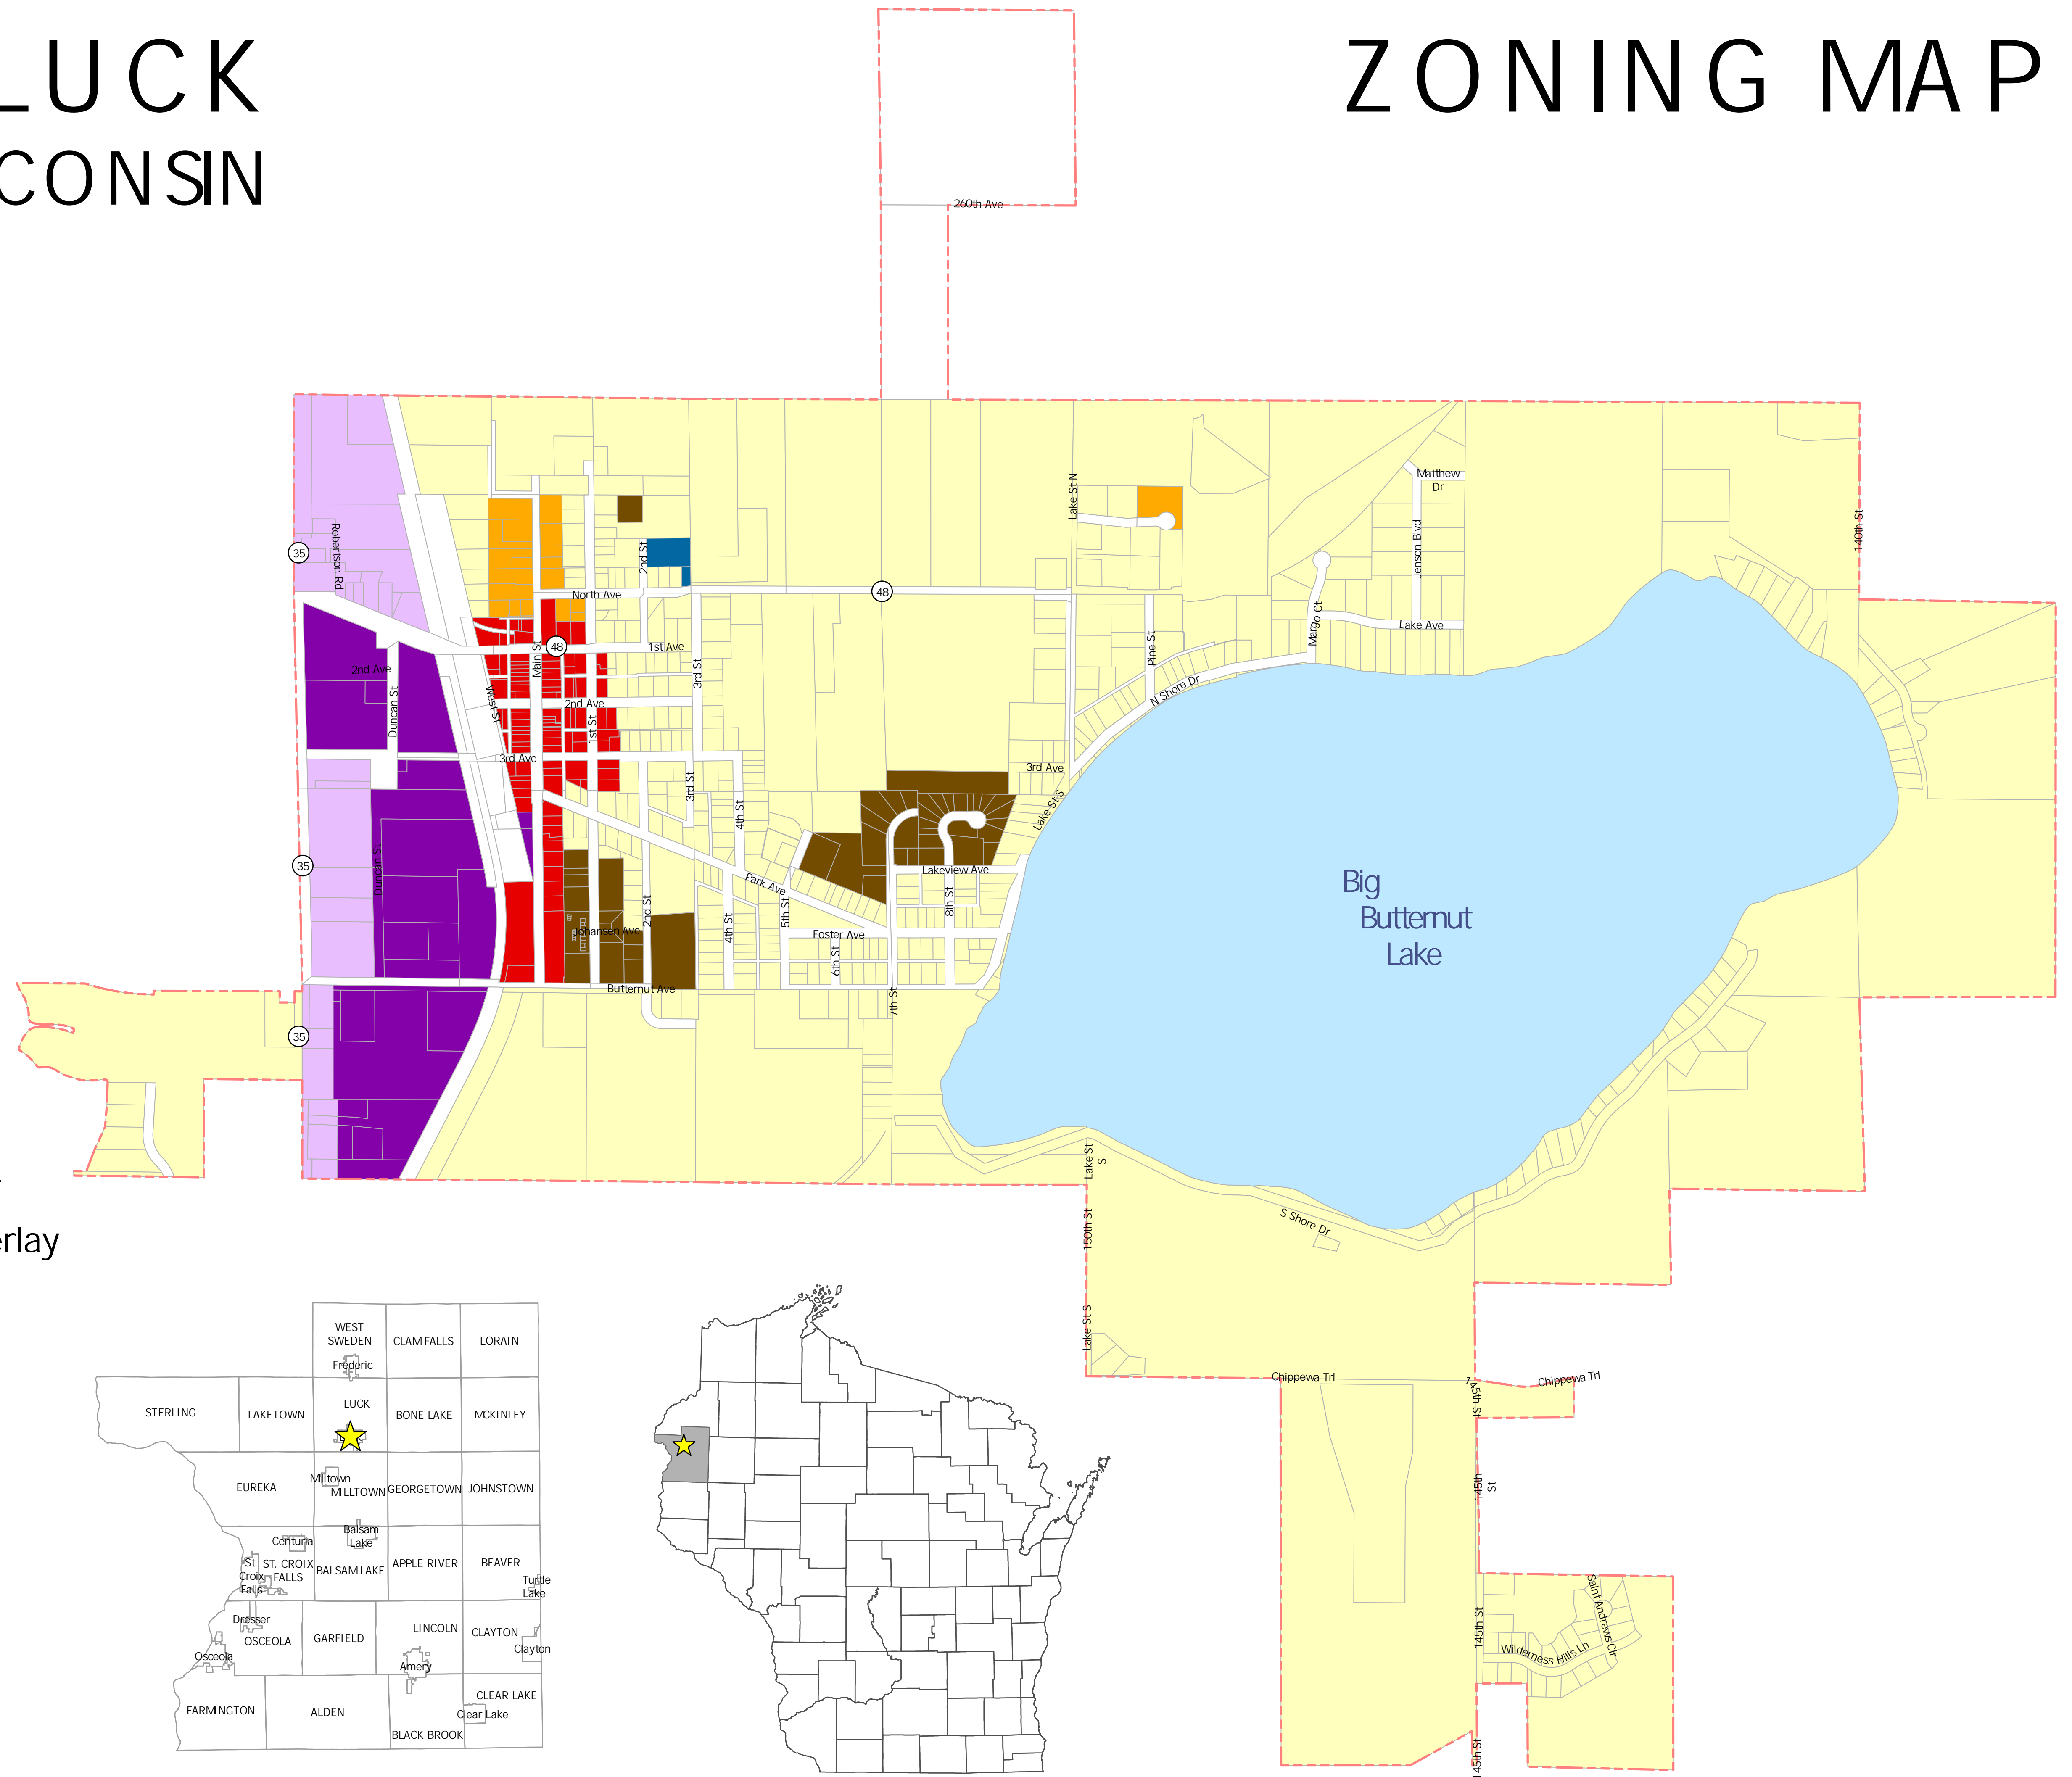 LUCK
CONSIN
ZONING MAP
260th Ave
Matthew
Dr
Lake St N
Jenson Blvd
140th St
35
Robertson Rd
2nd St
North Ave
48
Margo Ct
Lake Ave
48
1st Ave
Main St
Pine St
2nd Ave
3rd St
N Shore Dr
West St
Duncan St
2nd Ave
1st St
3rd Ave
3rd Ave
3rd St
4th St
Lake St S
35
Duncan St
Lakeview Ave
Park Ave
Big
Butternut
Lake
8th St
2nd St
5th St
4th St
Johansen Ave
Foster Ave
6th St
Butternut Ave
7th St
35
Lake St
S
erlay
150th St
S Shore Dr
Lake St S
Chippewa Trl
Chippewa Trl
145th St
145th
St
145th St
Saint Andrews Cir
Wilderness Hills Ln
145th St
WEST
SWEDEN
CLAM FALLS
LORAIN
Frederic
STERLING
LAKETOWN
LUCK
BONE LAKE
MCKINLEY
EUREKA
Milltown
MILLTOWN
GEORGETOWN
JOHNSTOWN
Centuria
Balsam
Lake
St.
Croix
Falls
ST. CROIX
FALLS
BALSAM LAKE
APPLE RIVER
BEAVER
Turtle
Lake
Dresser
OSCEOLA
GARFIELD
LINCOLN
CLAYTON
Clayton
Osceola
Amery
FARMINGTON
ALDEN
CLEAR LAKE
Clear Lake
BLACK BROOK